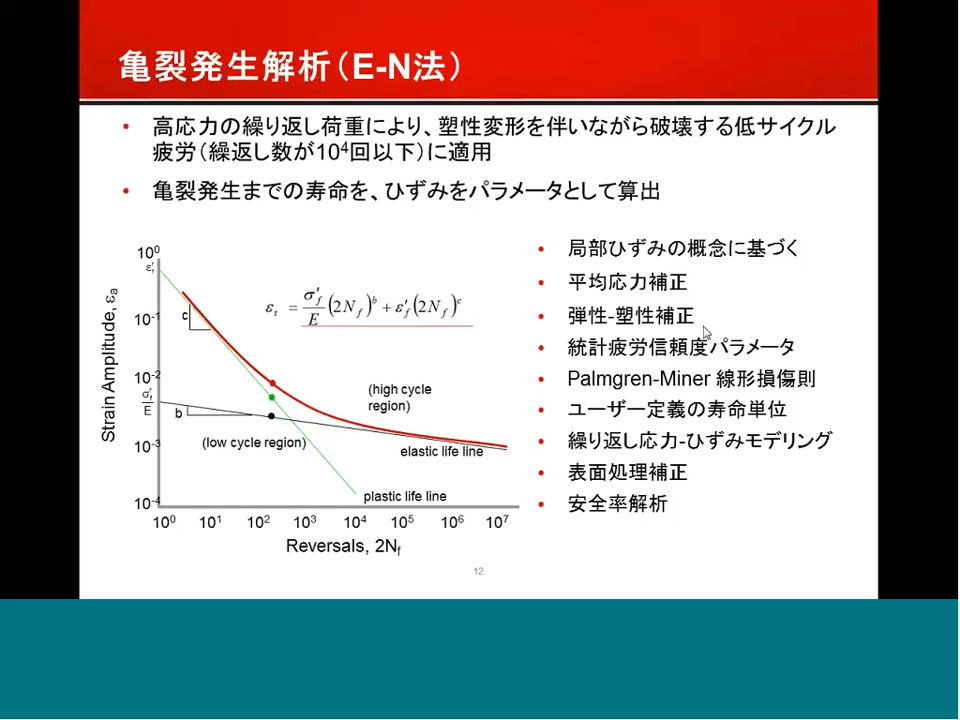 亀裂発生解析（E-N法）
• 高応力の繰り返し荷重により、塑性変形を伴いながら破壊する低サイクル
疲労（繰返し数が10⁴回以下）に適用
• 亀裂発生までの寿命を、ひずみをパラメータとして算出
• 局部ひずみの概念に基づく
• 平均応力補正
• 弾性-塑性補正
• 統計疲労信頼度パラメータ
• Palmgren-Miner 線形損傷則
• ユーザー定義の寿命単位
• 繰り返し応力-ひずみモデリング
• 表面処理補正
• 安全率解析
Strain Amplitude, εa
10⁰
ε'f
10⁻¹
10⁻²
σ'f/E
10⁻³
10⁻⁴
c
b
εt = σ'f/E (2Nf)^b + ε'f (2Nf)^c
(high cycle
region)
(low cycle region)
elastic life line
plastic life line
10⁰ 10¹ 10² 10³ 10⁴ 10⁵ 10⁶ 10⁷
Reversals, 2Nf
12